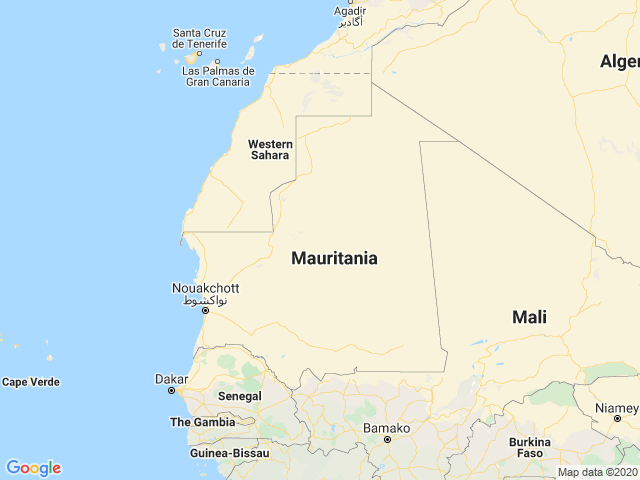 Agadir
أكادير
Santa Cruz
de Tenerife
Las Palmas de
Gran Canaria
Western
Sahara
Mauritania
Nouakchott
نواكشوط
Mali
Cape Verde
Dakar
Senegal
The Gambia
Bamako
Niamey
Burkina
Faso
Guinea-Bissau
Google
Map data ©2020